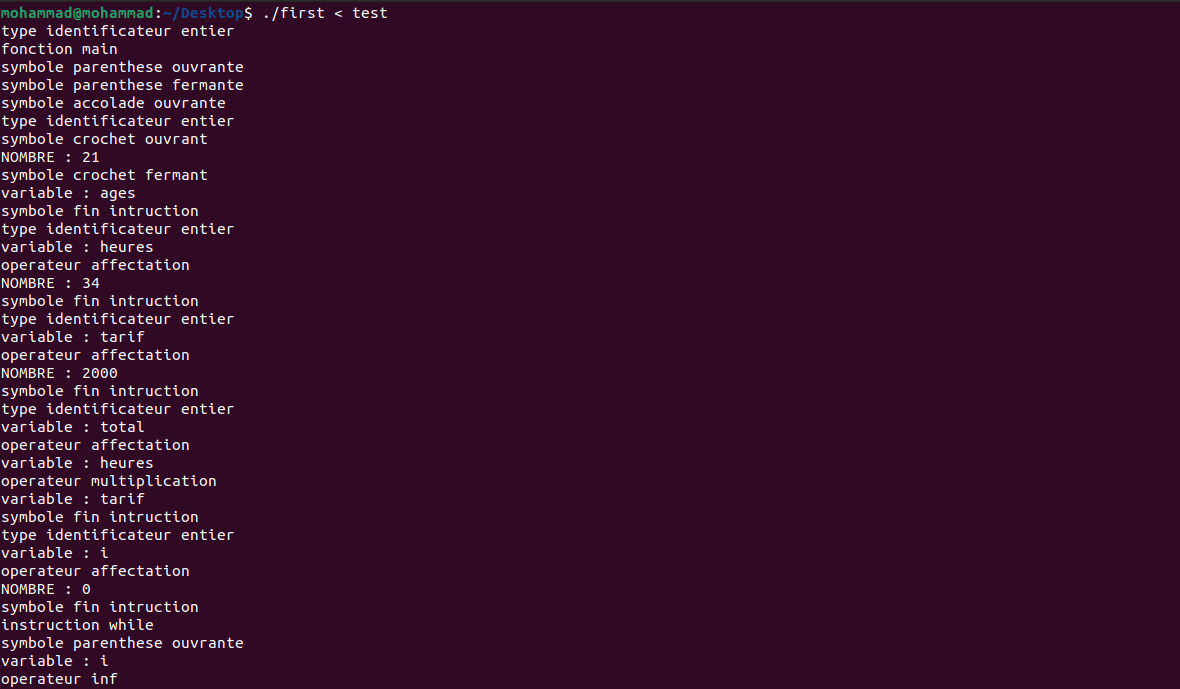 mohammad@mohammad:~/Desktop$ ./first < test
type identificateur entier
fonction main
symbole parenthese ouvrante
symbole parenthese fermante
symbole accolade ouvrante
type identificateur entier
symbole crochet ouvrant
NOMBRE : 21
symbole crochet fermant
variable : ages
symbole fin intruction
type identificateur entier
variable : heures
operateur affectation
NOMBRE : 34
symbole fin intruction
type identificateur entier
variable : tarif
operateur affectation
NOMBRE : 2000
symbole fin intruction
type identificateur entier
variable : total
operateur affectation
variable : heures
operateur multiplication
variable : tarif
symbole fin intruction
type identificateur entier
variable : i
operateur affectation
NOMBRE : 0
symbole fin intruction
instruction while
symbole parenthese ouvrante
variable : i
operateur inf